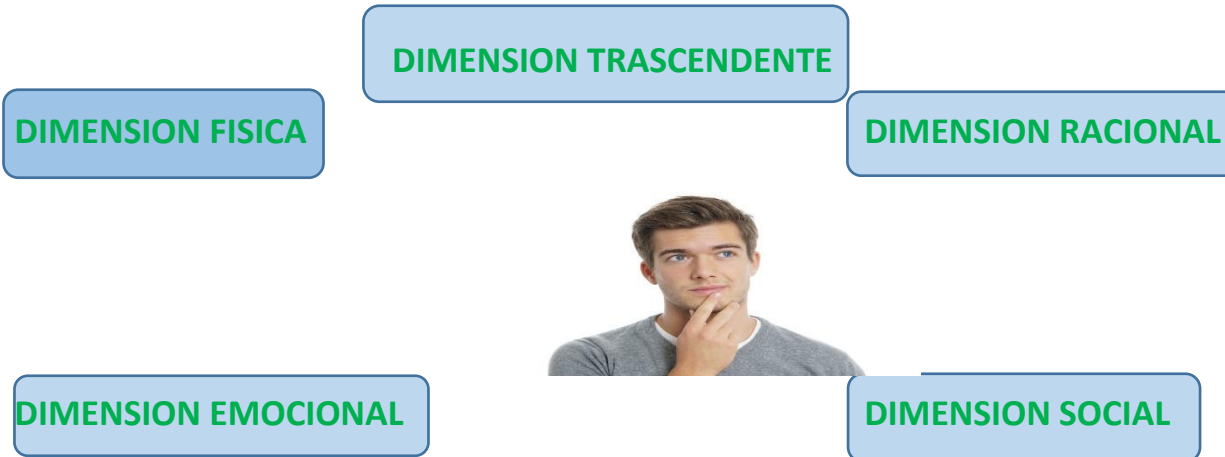 DIMENSION TRASCENDENTE
DIMENSION FISICA
DIMENSION RACIONAL
DIMENSION EMOCIONAL
DIMENSION SOCIAL